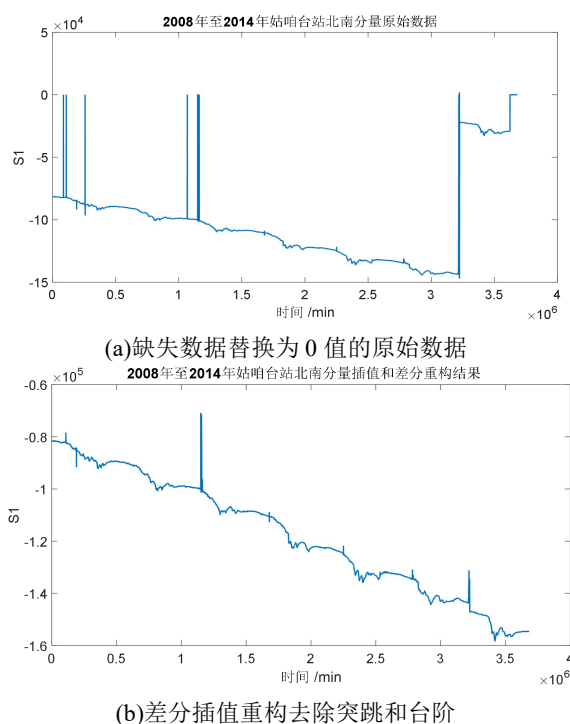 2008年至2014年姑咱台站北南分量原始数据
×10⁴
5
0
-5
-10
-15
S1
0 0.5 1 1.5 2 2.5 3 3.5 4
时间 /min
×10⁶
(a)缺失数据替换为 0 值的原始数据
2008年至2014年姑咱台站北南分量插值和差分重构结果
×10⁵
-0.6
-0.8
-1
-1.2
-1.4
-1.6
S1
0 0.5 1 1.5 2 2.5 3 3.5 4
时间 /min
×10⁶
(b)差分插值重构去除突跳和台阶